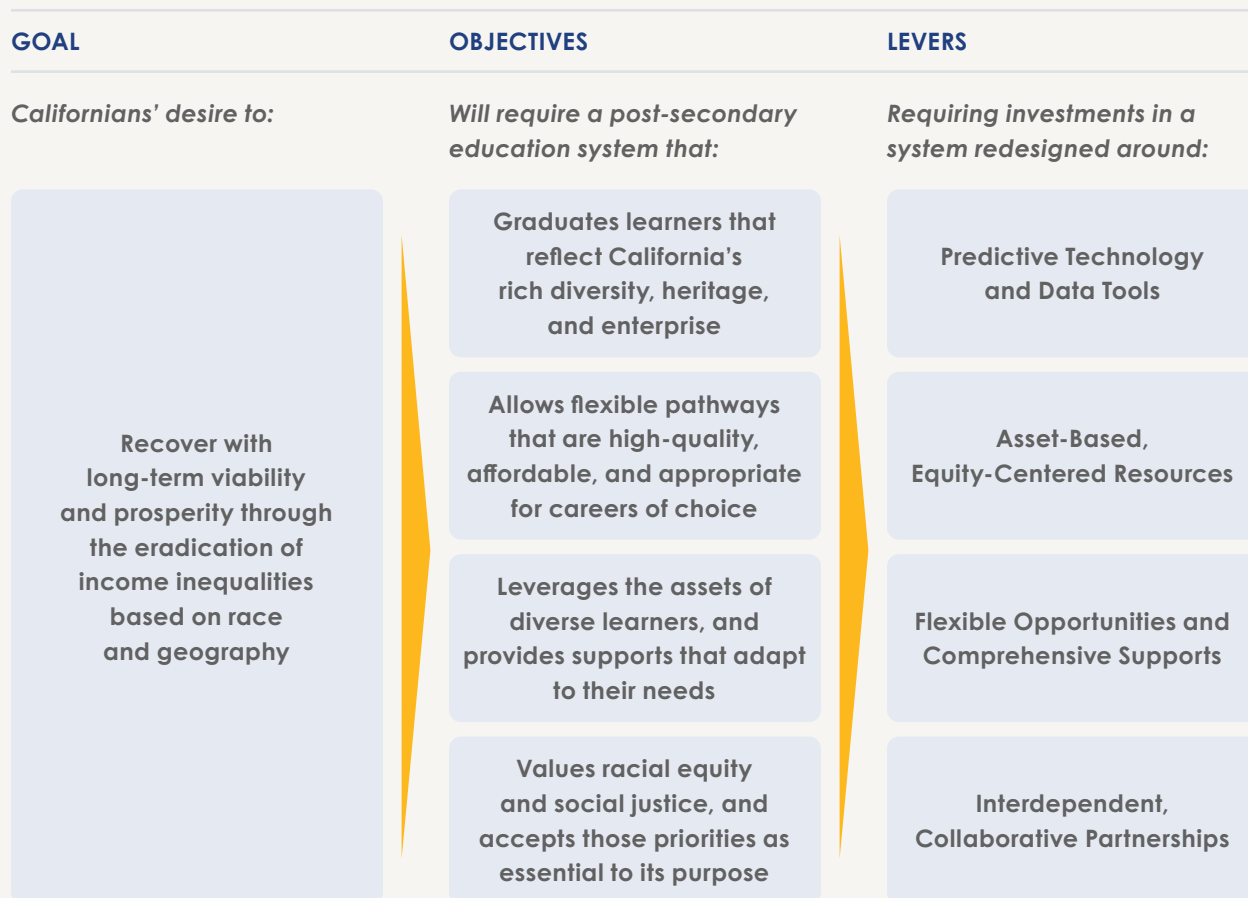 GOAL
OBJECTIVES
LEVERS
Californians’ desire to:
Will require a post-secondary
education system that:
Requiring investments in a
system redesigned around:
Recover with
long-term viability
and prosperity through
the eradication of
income inequalities
based on race
and geography
Graduates learners that
reflect California’s
rich diversity, heritage,
and enterprise
Allows flexible pathways
that are high-quality,
affordable, and appropriate
for careers of choice
Leverages the assets of
diverse learners, and
provides supports that adapt
to their needs
Values racial equity
and social justice, and
accepts those priorities as
essential to its purpose
Predictive Technology
and Data Tools
Asset-Based,
Equity-Centered Resources
Flexible Opportunities and
Comprehensive Supports
Interdependent,
Collaborative Partnerships